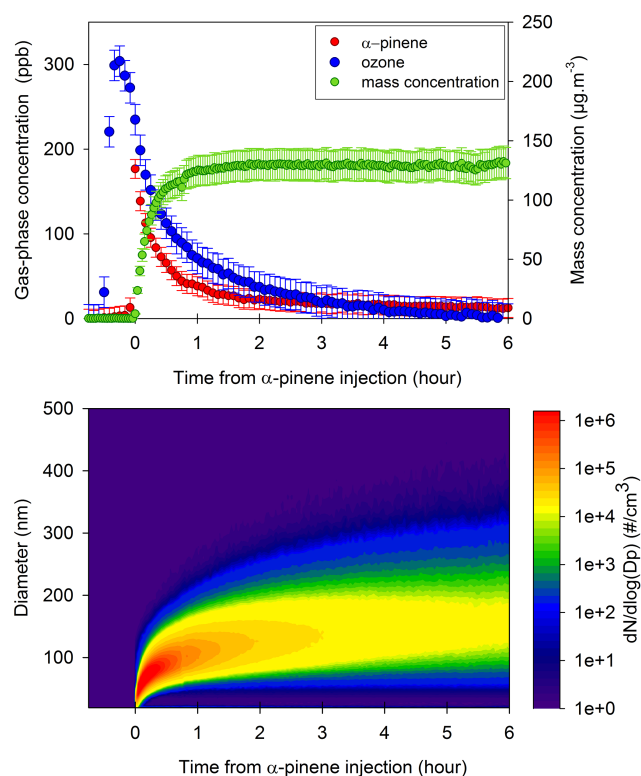 α−pinene
ozone
mass concentration
Gas-phase concentration (ppb)
300
200
100
0
Mass concentration (µg.m⁻³)
250
200
150
100
50
0
0 1 2 3 4 5 6
Time from α-pinene injection (hour)
Diameter (nm)
500
400
300
200
100
0 1 2 3 4 5 6
Time from α-pinene injection (hour)
1e+6
1e+5
1e+4
1e+3
1e+2
1e+1
1e+0
dN/dlog(Dp) (#/cm³)